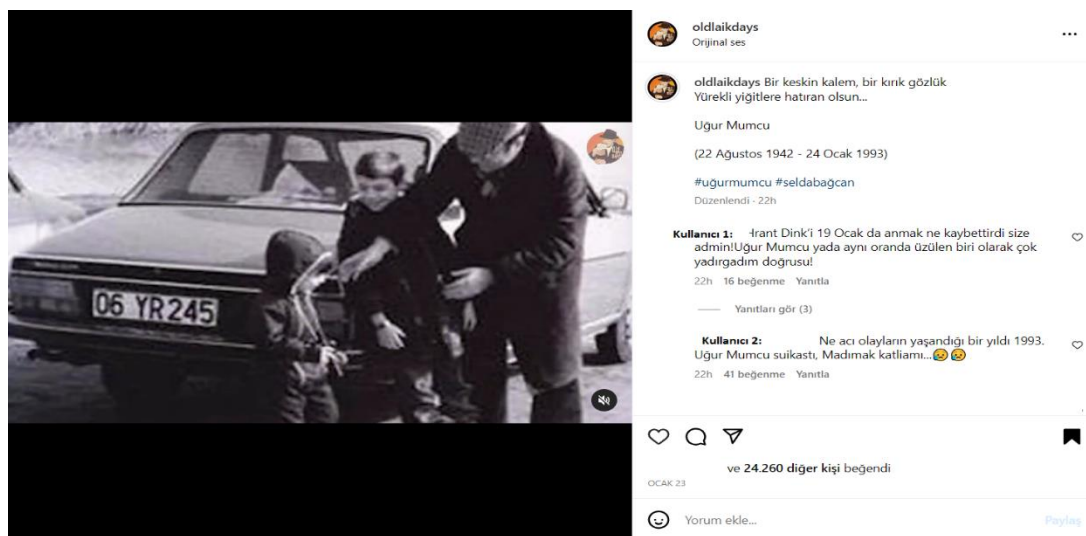 oldlaikdays
Orijinal ses
oldlaikdays Bir keskin kalem, bir kırık gözlük
Yürekli yiğitlere hatıran olsun...
Uğur Mumcu
(22 Ağustos 1942 - 24 Ocak 1993)
#uğurmumcu #seldabağcan
Düzenlendi · 22h
Kullanıcı 1: Hrant Dink'i 19 Ocak da anmak ne kaybettirdi size
admin!Uğur Mumcu yada aynı oranda üzülen biri olarak çok
yadırgadım doğrusu!
22h 16 beğenme Yanıtla
Yanıtları gör (3)
Kullanıcı 2: Ne acı olayların yaşandığı bir yıldı 1993.
Uğur Mumcu suikastı, Madımak katliamı...😥😥
22h 41 beğenme Yanıtla
ve 24.260 diğer kişi beğendi
OCAK 23
Yorum ekle...
Paylaş
06 YR 245